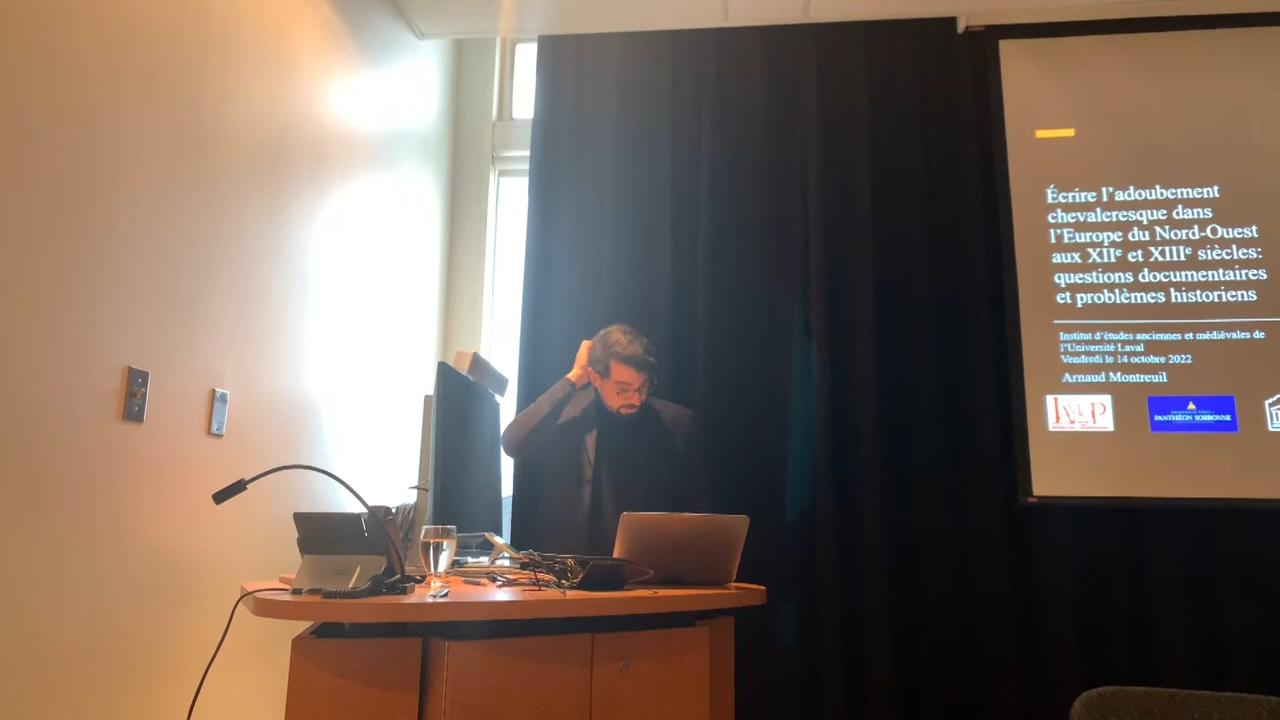 Écrire l'adoubement
chevaleresque dans
l'Europe du Nord-Ouest
aux XIIᵉ et XIIIᵉ siècles:
questions documentaires
et problèmes historiens
Institut d'études anciennes et médiévales de
l'Université Laval
Vendredi le 14 octobre 2022
Arnaud Montreuil
PANTHÉON SORBONNE